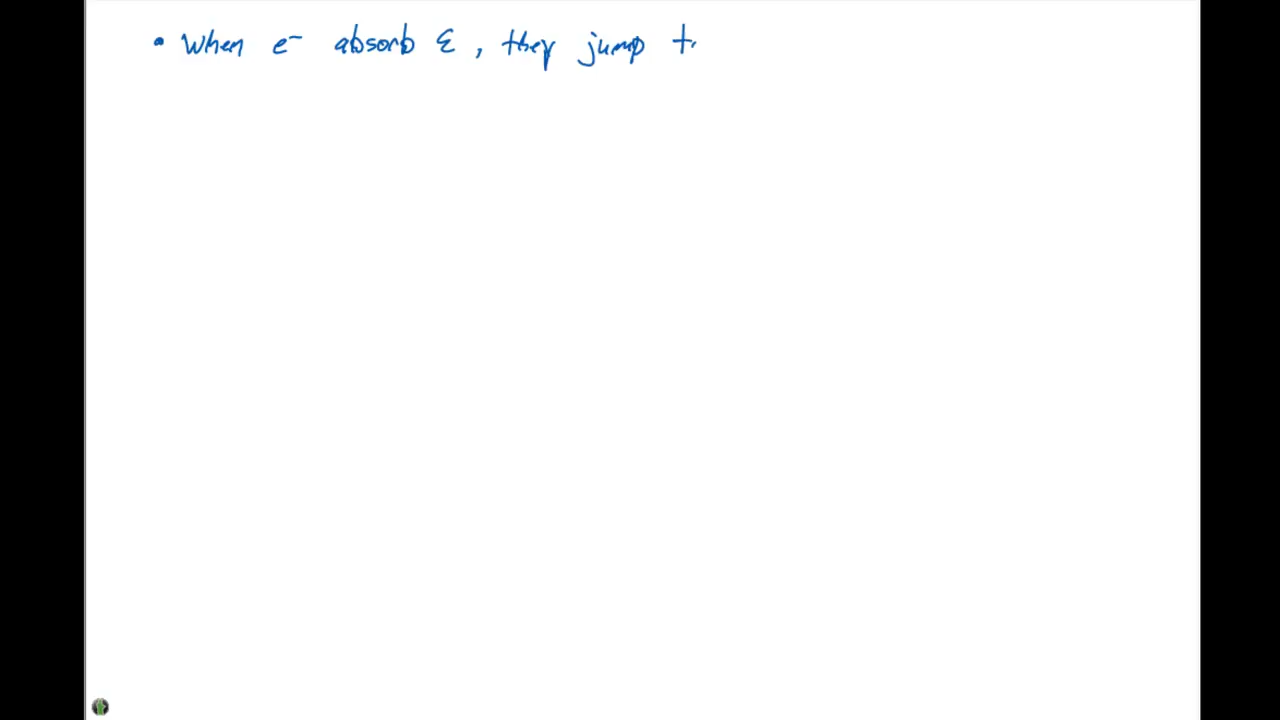 • When e⁻ absorb ε, they jump t